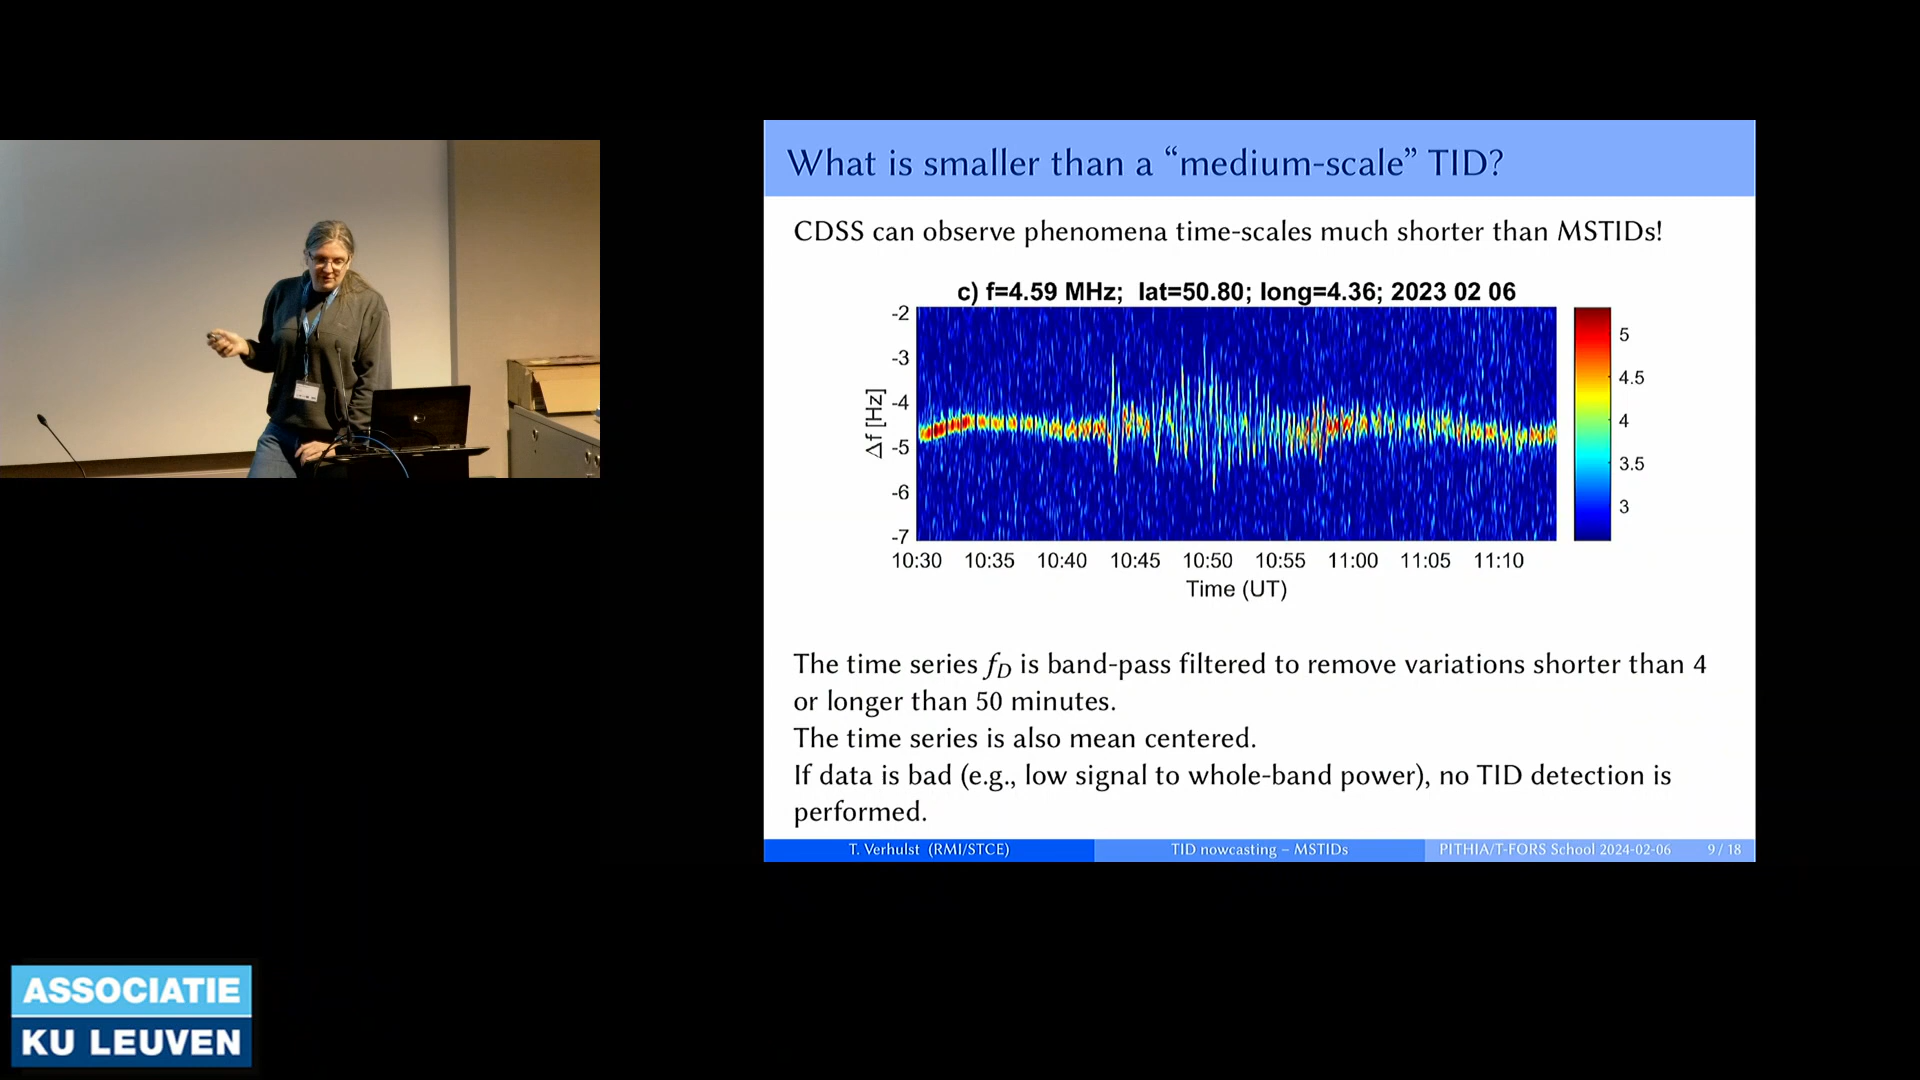 What is smaller than a “medium-scale” TID?
CDSS can observe phenomena time-scales much shorter than MSTIDs!
c) f=4.59 MHz; lat=50.80; long=4.36; 2023 02 06
-2
-3
-4
-5
-6
-7
Δf [Hz]
10:30 10:35 10:40 10:45 10:50 10:55 11:00 11:05 11:10
Time (UT)
5
4.5
4
3.5
3
The time series fD is band-pass filtered to remove variations shorter than 4
or longer than 50 minutes.
The time series is also mean centered.
If data is bad (e.g., low signal to whole-band power), no TID detection is
performed.
T. Verhulst (RMI/STCE) TID nowcasting – MSTIDs PITHIA/T-FORS School 2024-02-06 9 / 18
ASSOCIATIE
KU LEUVEN